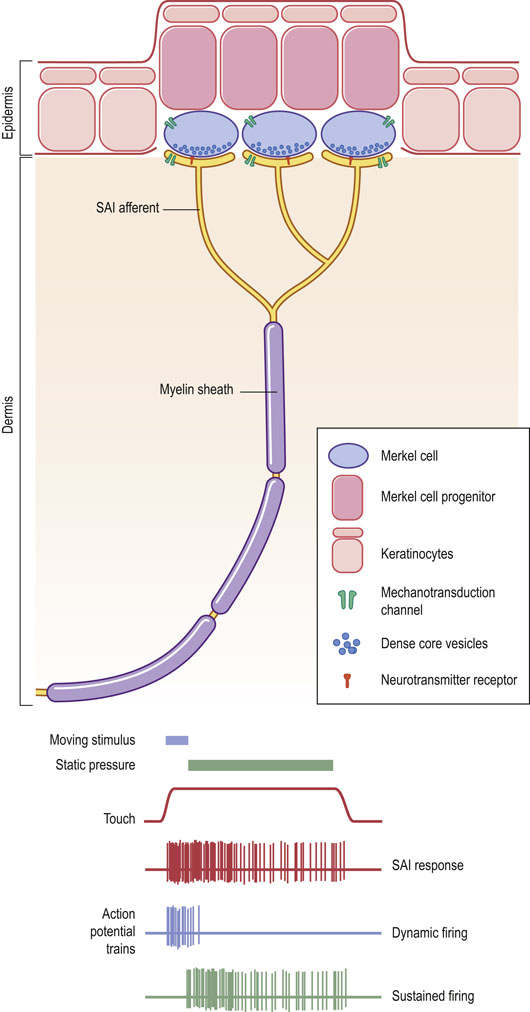 Epidermis
SAI afferent
Myelin sheath
Dermis
Merkel cell
Merkel cell progenitor
Keratinocytes
Mechanotransduction
channel
Dense core vesicles
Neurotransmitter receptor
Moving stimulus
Static pressure
Touch
SAI response
Action
potential
trains
Dynamic firing
Sustained firing